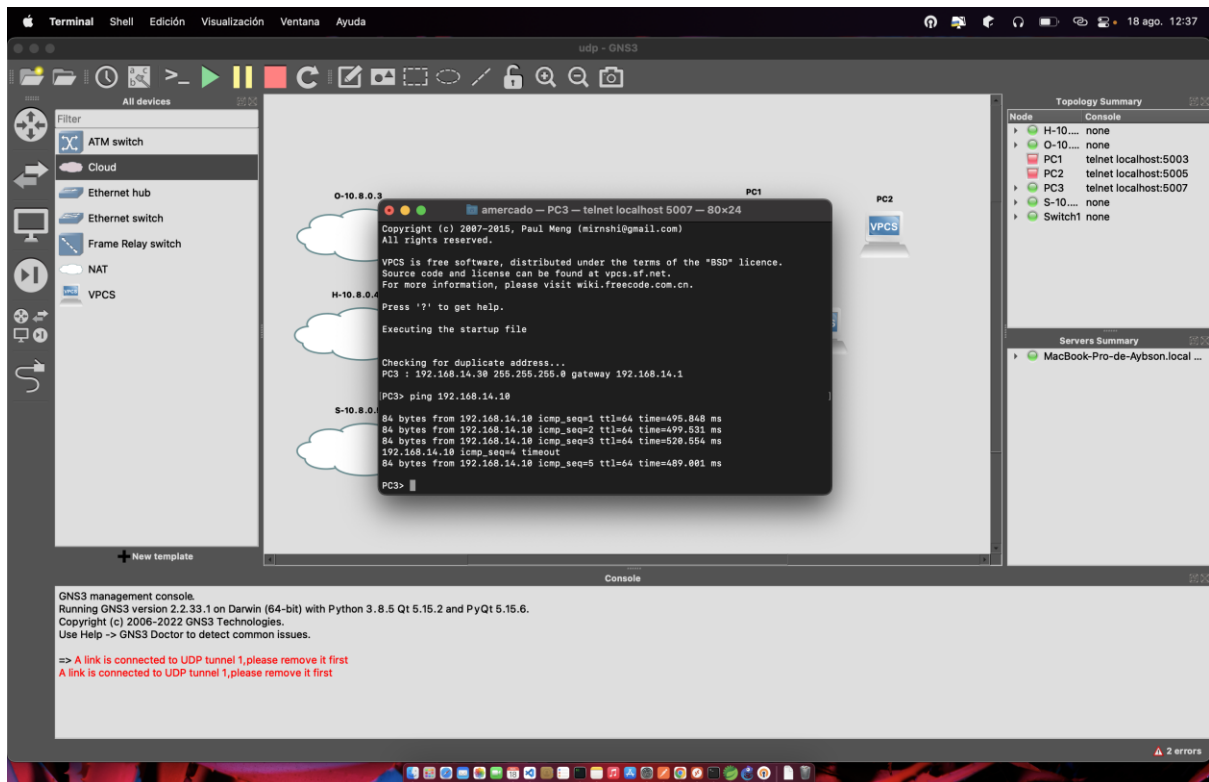 Terminal Shell Edición Visualización Ventana Ayuda 18 ago. 12:37
udp - GNS3
All devices
Filter
ATM switch
Cloud
Ethernet hub
Ethernet switch
Frame Relay switch
NAT
VPCS
New template
O-10.8.0.3
H-10.8.0.4
S-10.8.0.
PC1
PC2
VPCS
amercado — PC3 — telnet localhost 5007 — 80×24
Copyright (c) 2007-2015, Paul Meng (mirnshi@gmail.com)
All rights reserved.
VPCS is free software, distributed under the terms of the "BSD" licence.
Source code and license can be found at vpcs.sf.net.
For more information, please visit wiki.freecode.com.cn.
Press '?' to get help.
Executing the startup file
Checking for duplicate address...
PC3 : 192.168.14.30 255.255.255.0 gateway 192.168.14.1
PC3> ping 192.168.14.10
84 bytes from 192.168.14.10 icmp_seq=1 ttl=64 time=495.848 ms
84 bytes from 192.168.14.10 icmp_seq=2 ttl=64 time=499.531 ms
84 bytes from 192.168.14.10 icmp_seq=3 ttl=64 time=520.554 ms
192.168.14.10 icmp_seq=4 timeout
84 bytes from 192.168.14.10 icmp_seq=5 ttl=64 time=489.001 ms
PC3>
Topology Summary
Node Console
H-10.... none
O-10.... none
PC1 telnet localhost:5003
PC2 telnet localhost:5005
PC3 telnet localhost:5007
S-10.... none
Switch1 none
Servers Summary
MacBook-Pro-de-Aybson.local ...
Console
GNS3 management console.
Running GNS3 version 2.2.33.1 on Darwin (64-bit) with Python 3.8.5 Qt 5.15.2 and PyQt 5.15.6.
Copyright (c) 2006-2022 GNS3 Technologies.
Use Help -> GNS3 Doctor to detect common issues.
=> A link is connected to UDP tunnel 1,please remove it first
A link is connected to UDP tunnel 1,please remove it first
2 errors